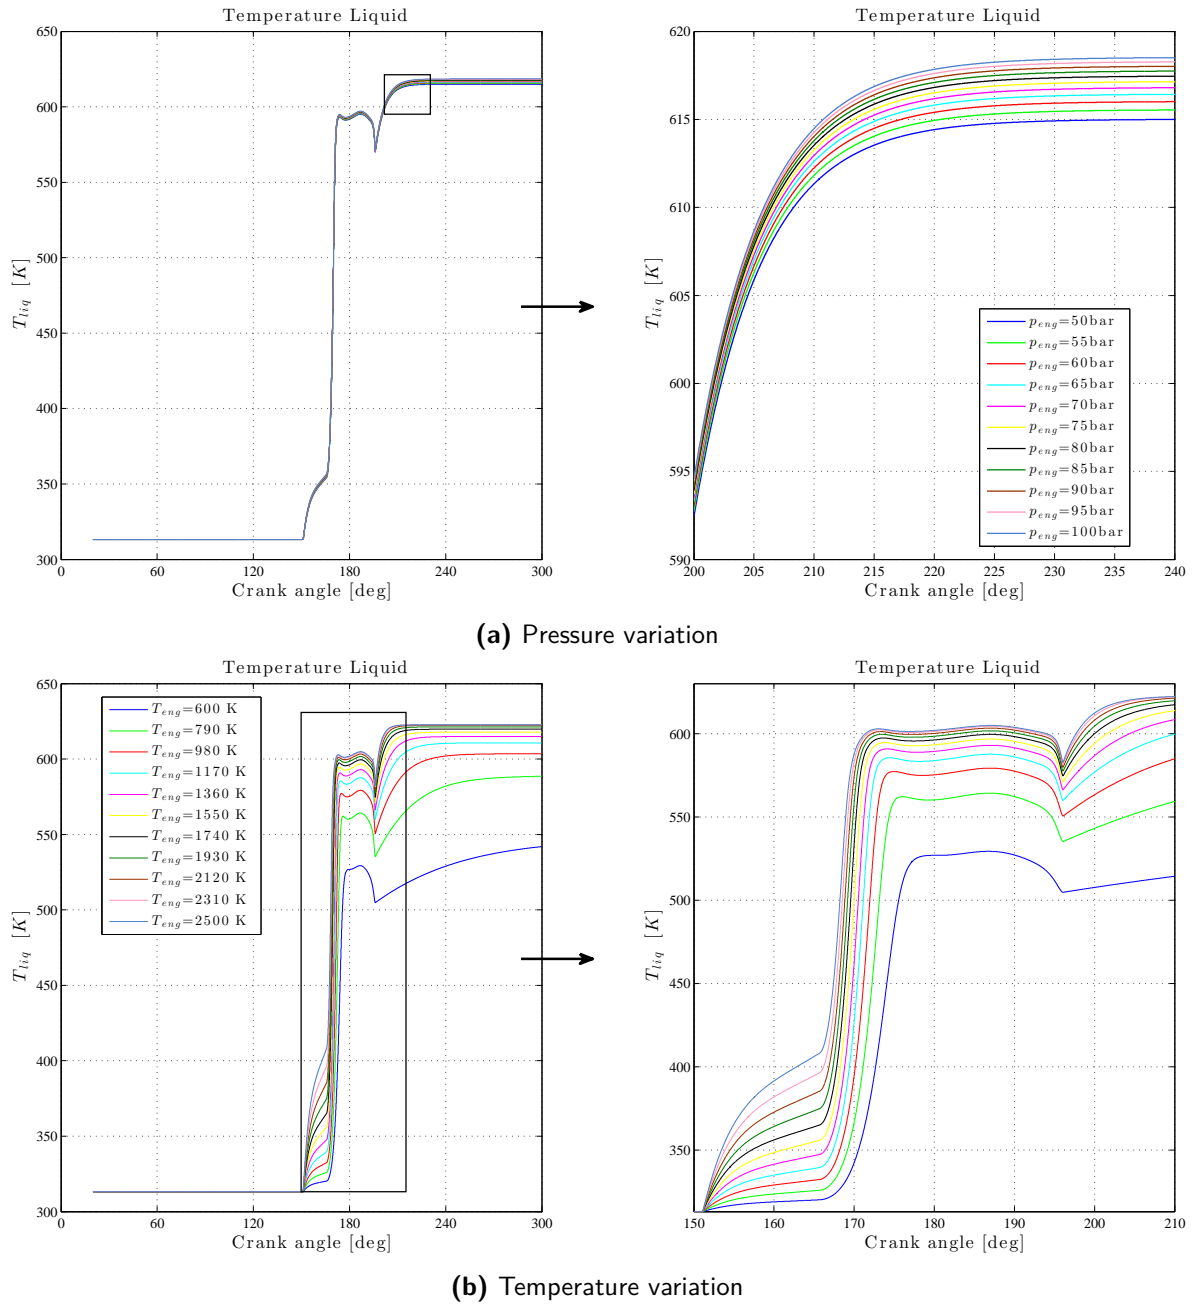 Temperature Liquid
650
600
550
500
450
400
350
300
0 60 120 180 240 300
T_liq [K]
Crank angle [deg]
Temperature Liquid
620
615
610
605
600
595
590
200 205 210 215 215 220 225 230 235 240
T_liq [K]
Crank angle [deg]
p_eng=50bar
p_eng=55bar
p_eng=60bar
p_eng=65bar
p_eng=70bar
p_eng=75bar
p_eng=80bar
p_eng=85bar
p_eng=90bar
p_eng=95bar
p_eng=100bar
(a) Pressure variation
Temperature Liquid
650
600
550
500
450
400
350
300
0 60 120 180 240 300
T_liq [K]
Crank angle [deg]
T_eng=600 K
T_eng=790 K
T_eng=980 K
T_eng=1170 K
T_eng=1360 K
T_eng=1550 K
T_eng=1740 K
T_eng=1930 K
T_eng=2120 K
T_eng=2310 K
T_eng=2500 K
Temperature Liquid
600
550
500
450
400
350
150 160 170 180 190 200 210
T_liq [K]
Crank angle [deg]
(b) Temperature variation